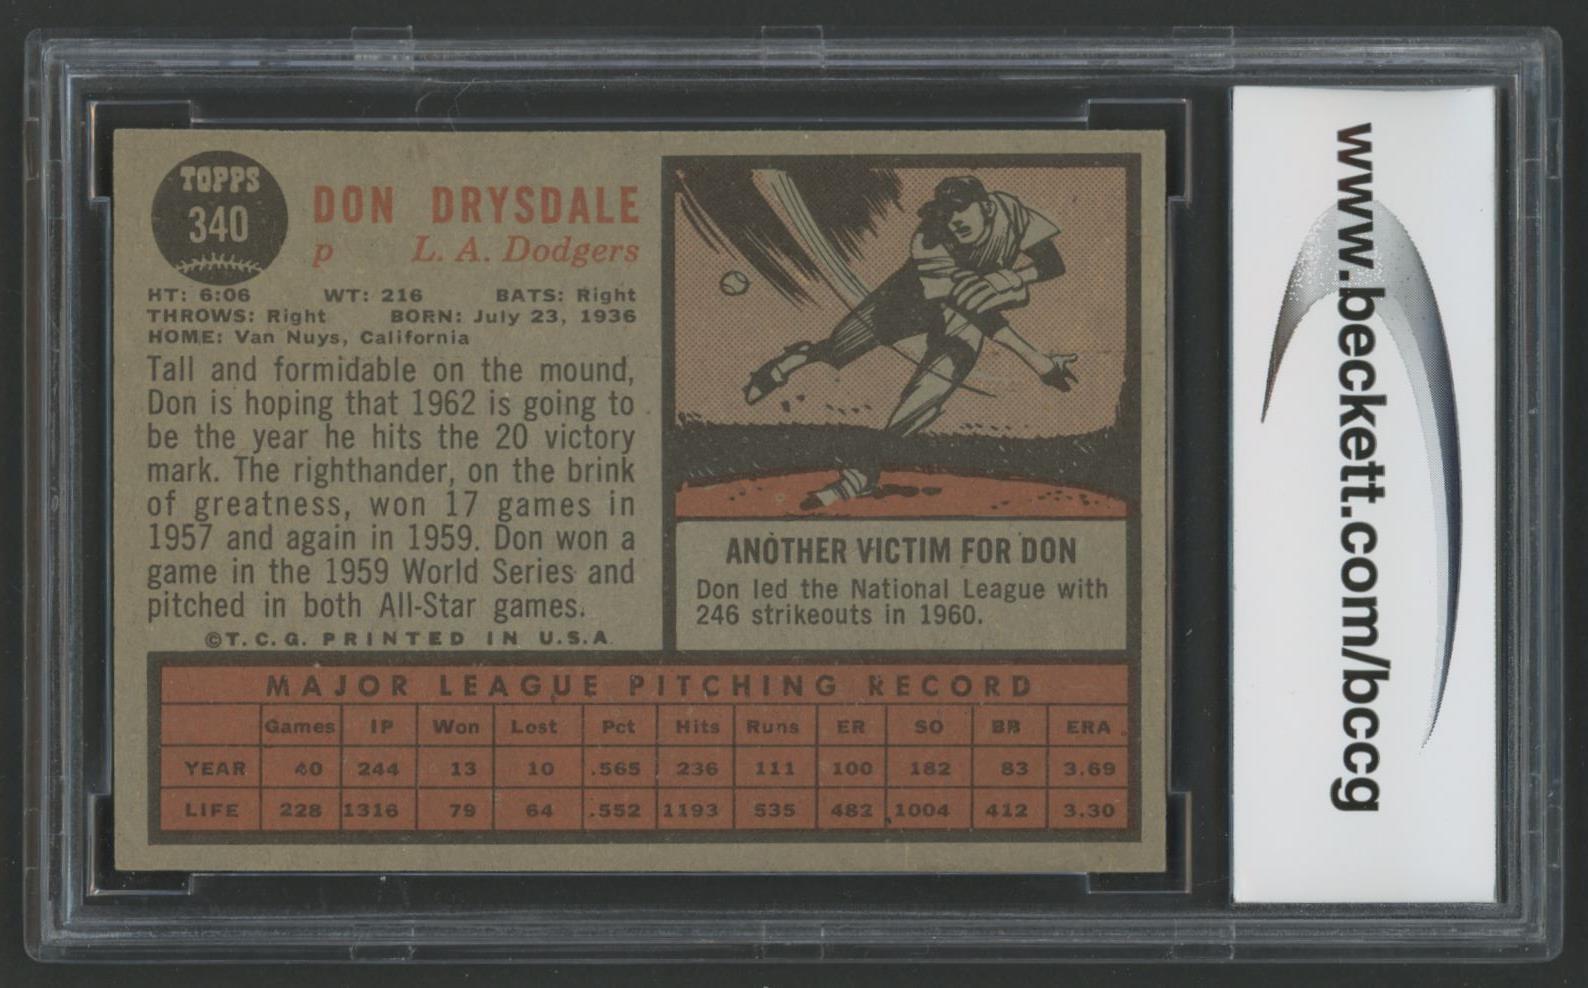 TOPPS
340
DON DRYSDALE
p L. A. Dodgers
HT: 6:06 WT: 216 BATS: Right
THROWS: Right BORN: July 23, 1936
HOME: Van Nuys, California
Tall and formidable on the mound,
Don is hoping that 1962 is going to
be the year he hits the 20 victory
mark. The righthander, on the brink
of greatness, won 17 games in
1957 and again in 1959. Don won a
game in the 1959 World Series and
pitched in both All-Star games.
©T.C.G. PRINTED IN U.S.A.
ANOTHER VICTIM FOR DON
Don led the National League with
246 strikeouts in 1960.
MAJOR LEAGUE PITCHING RECORD
Games IP Won Lost Pct Hits Runs ER SO BB ERA
YEAR 40 244 13 10 .565 236 111 100 182 83 3.69
LIFE 228 1316 79 64 .552 1193 535 482 1004 412 3.30
www.beckett.com/bccg